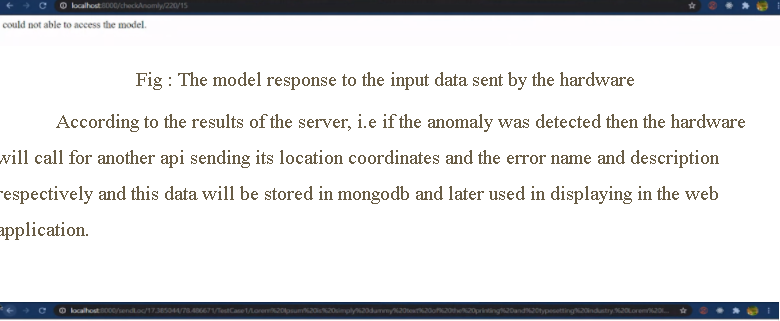 localhost:8000/checkAnomly/220/15
could not able to access the model.
Fig : The model response to the input data sent by the hardware
According to the results of the server, i.e if the anomaly was detected then the hardware
will call for another api sending its location coordinates and the error name and description
respectively and this data will be stored in mongodb and later used in displaying in the web
application.
localhost:8000/sendLoc/17.385044/78.486671/TestCase1/Lorem%20Ipsum%20is%20simply%20dummy%20text%20of%20the%20printing%20and%20typesetting%20industry.%20Lorem%20I...